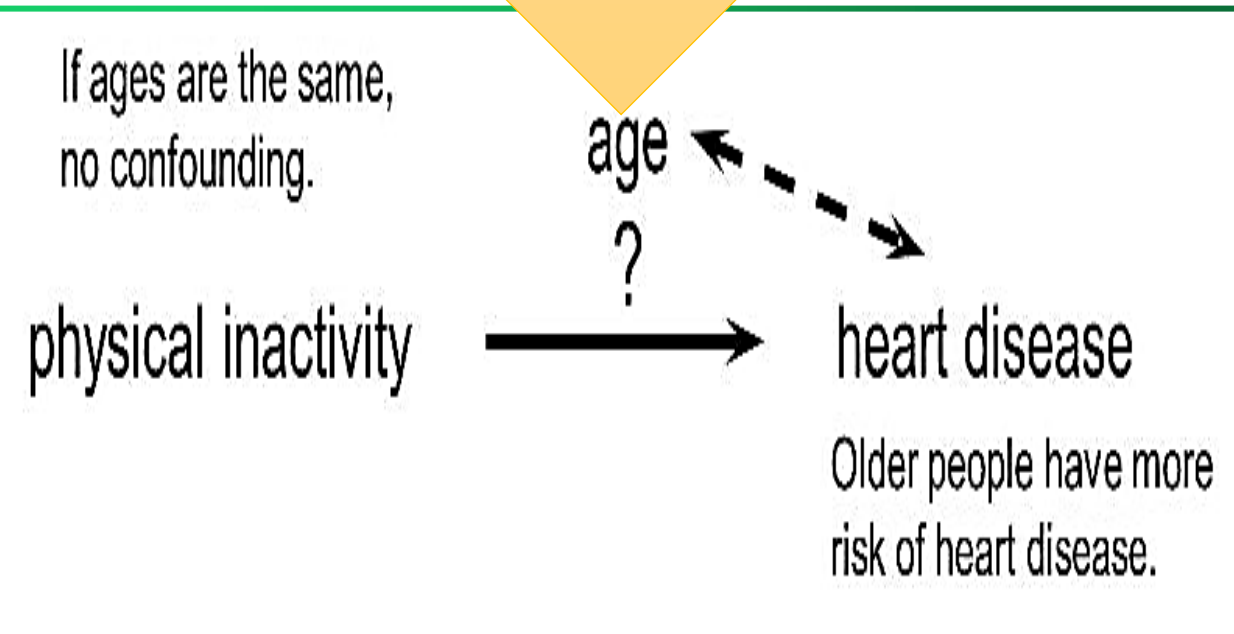 If ages are the same,
no confounding.
age
?
physical inactivity
heart disease
Older people have more
risk of heart disease.